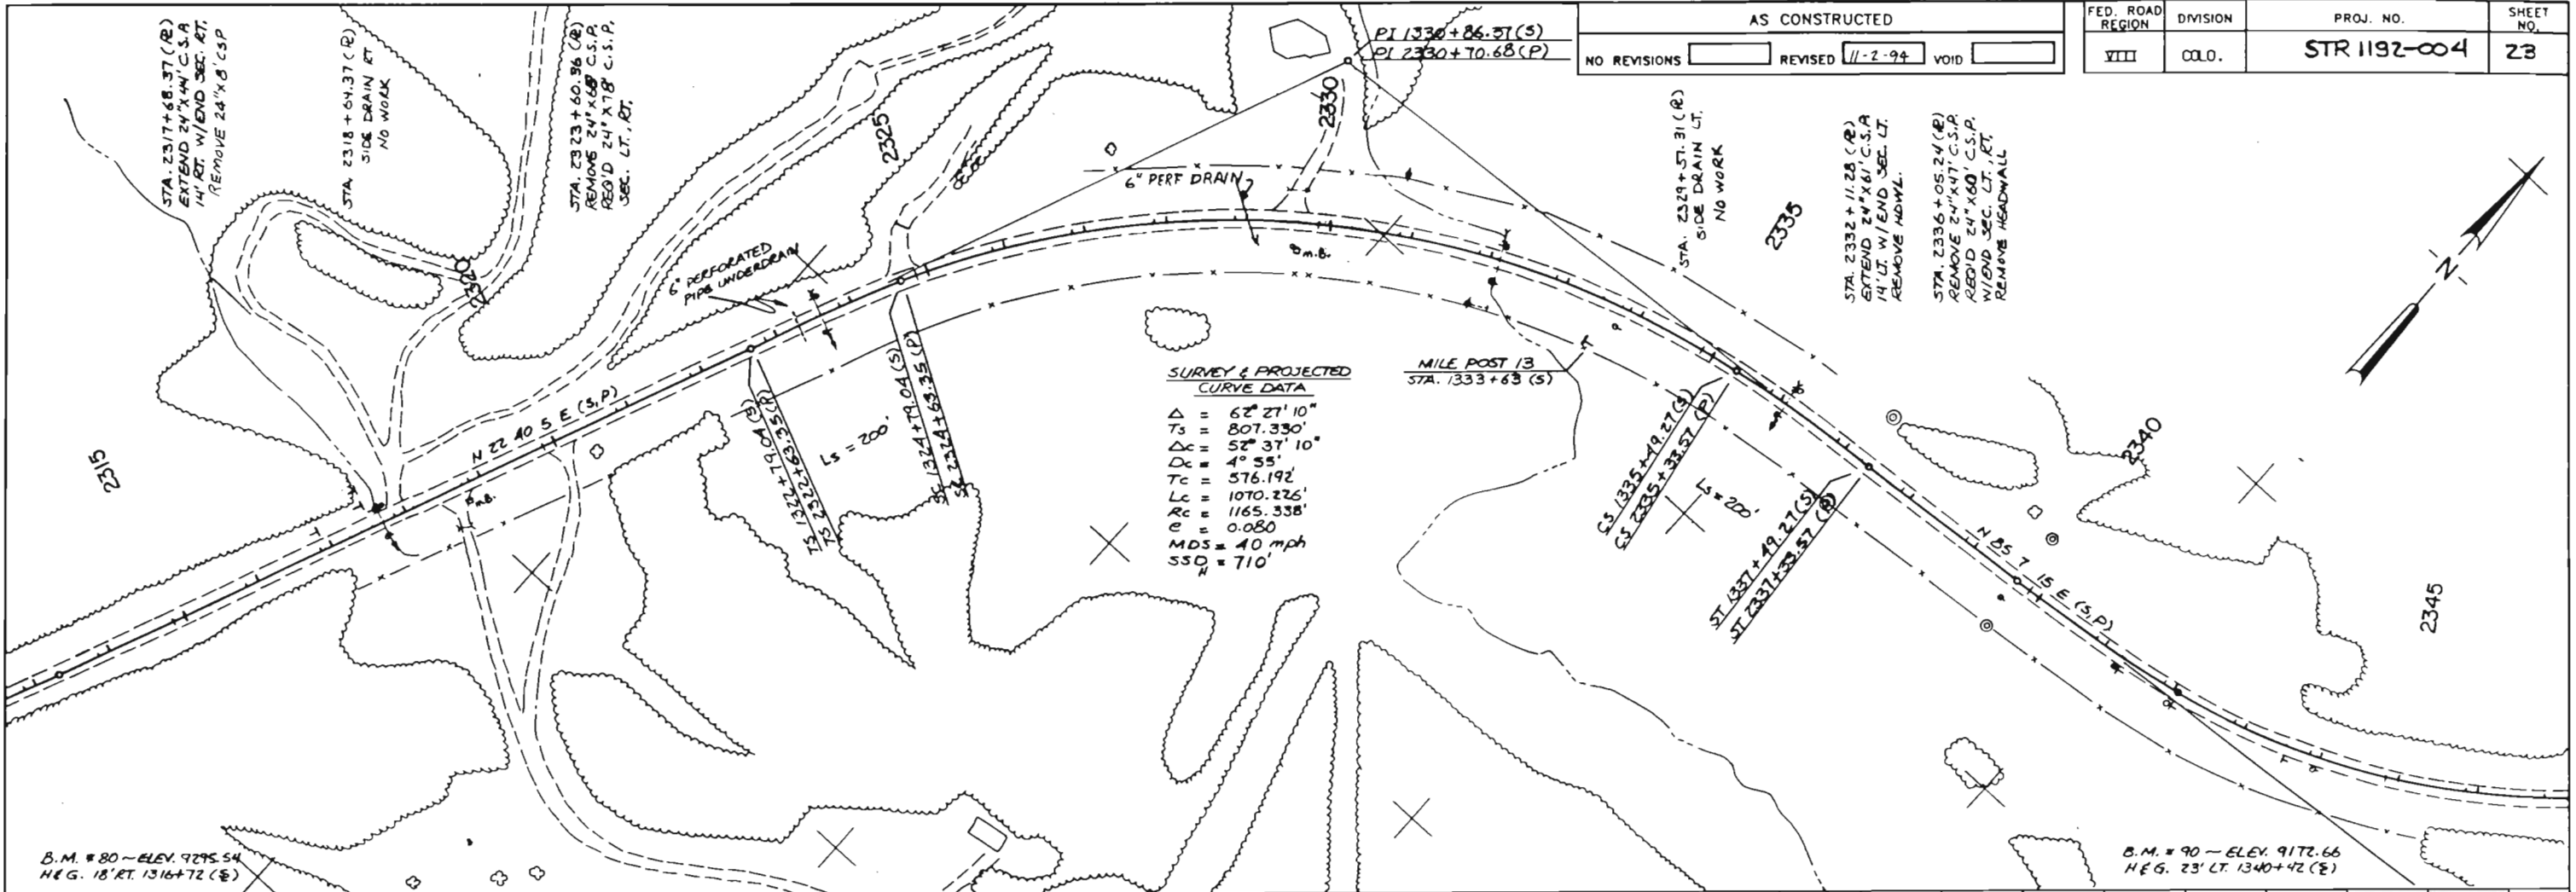 STA. 2317+68.37 (P)
EXTEND 24"X44' C.S.P.
14' RT. W/END SEC. RT.
REMOVE 24"X8' CSP
STA. 2318+64.37 (P)
SIDE DRAIN RT
NO WORK
STA. 2323+60.96 (P)
REMOVE 24"X68' C.S.P.
REQ'D 24"X78' C.S.P.
SEC. LT., RT.
PI 1330+86.37 (S)
PI 2330+70.68 (P)
AS CONSTRUCTED
NO REVISIONS REVISED 11-2-94 VOID
FED. ROAD REGION DIVISION PROJ. NO. SHEET NO.
VIII COLO. STR 1192-004 23
STA. 2329+57.31 (P)
SIDE DRAIN LT.
NO WORK
STA. 2332+11.28 (P)
EXTEND 24"X61' C.S.P.
14' LT. W/END SEC. LT.
REMOVE HDWL.
STA. 2336+05.24 (P)
REMOVE 24"X47' C.S.P.
REQ'D 24"X60' C.S.P.
W/END SEC. LT., RT.
REMOVE HEADWALL
2315
2320
2325
2330
2335
2340
2345
N
6" PERF DRAIN
6" PERFORATED
PIPE UNDERDRAIN
m.B.
m.B.
N 22 40 5 E (S,P)
TS 1322+79.04 (S)
TS 2322+63.35 (P)
LS = 200'
SC 1324+79.04 (S)
SC 2324+63.35 (P)
SURVEY & PROJECTED
CURVE DATA
Δ = 62° 27' 10"
Ts = 807.330'
Δc = 52° 37' 10"
Dc = 4° 55'
Tc = 576.192'
Lc = 1070.226'
Rc = 1165.338'
e = 0.080
MDS = 40 mph
SSD H = 710'
MILE POST 13
STA. 1333+63 (S)
CS 1335+49.27 (S)
CS 2335+33.57 (P)
LS = 200'
ST 1337+49.27 (S)
ST 2337+33.57 (P)
N 85 7 15 E (S,P)
B.M. #80 ~ ELEV. 9295.54
H&G. 18' RT. 1316+72 (S)
B.M. #90 ~ ELEV. 9172.66
H&G. 23' LT. 1340+42 (S)